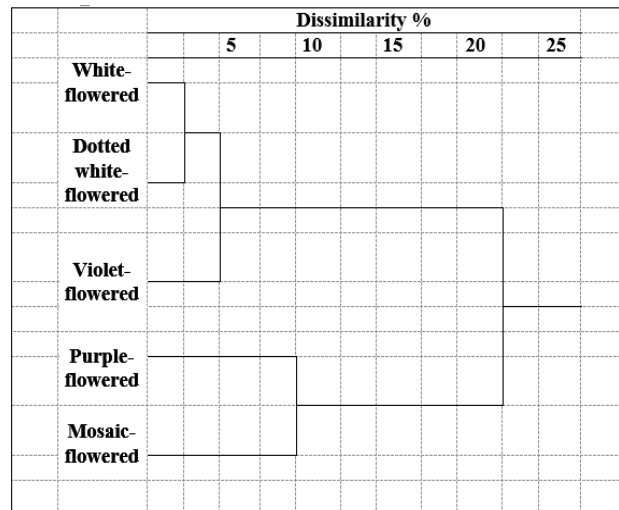 Dissimilarity %
5 10 15 20 25
White-
flowered
Dotted
white-
flowered
Violet-
flowered
Purple-
flowered
Mosaic-
flowered